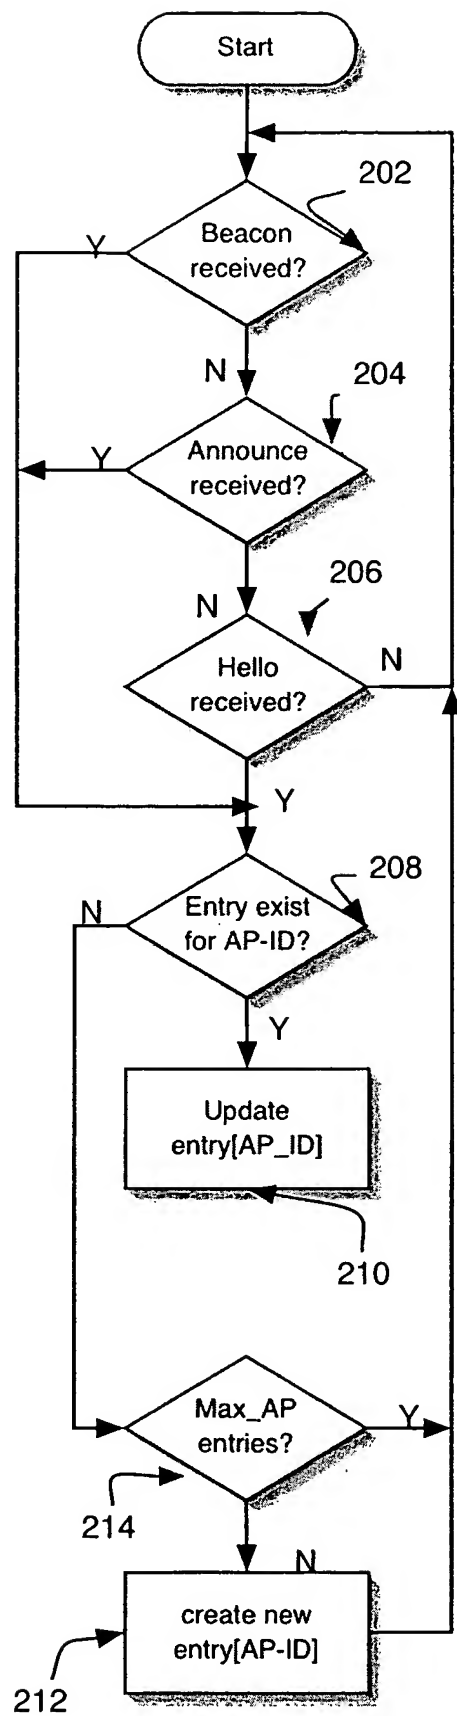 Start
202
Beacon
received?
Y
N
204
Announce
received?
Y
N
206
Hello
received?
N
Y
208
Entry exist
for AP-ID?
N
Y
Update
entry[AP_ID]
210
Max_AP
entries?
Y
214
N
create new
entry[AP-ID]
212